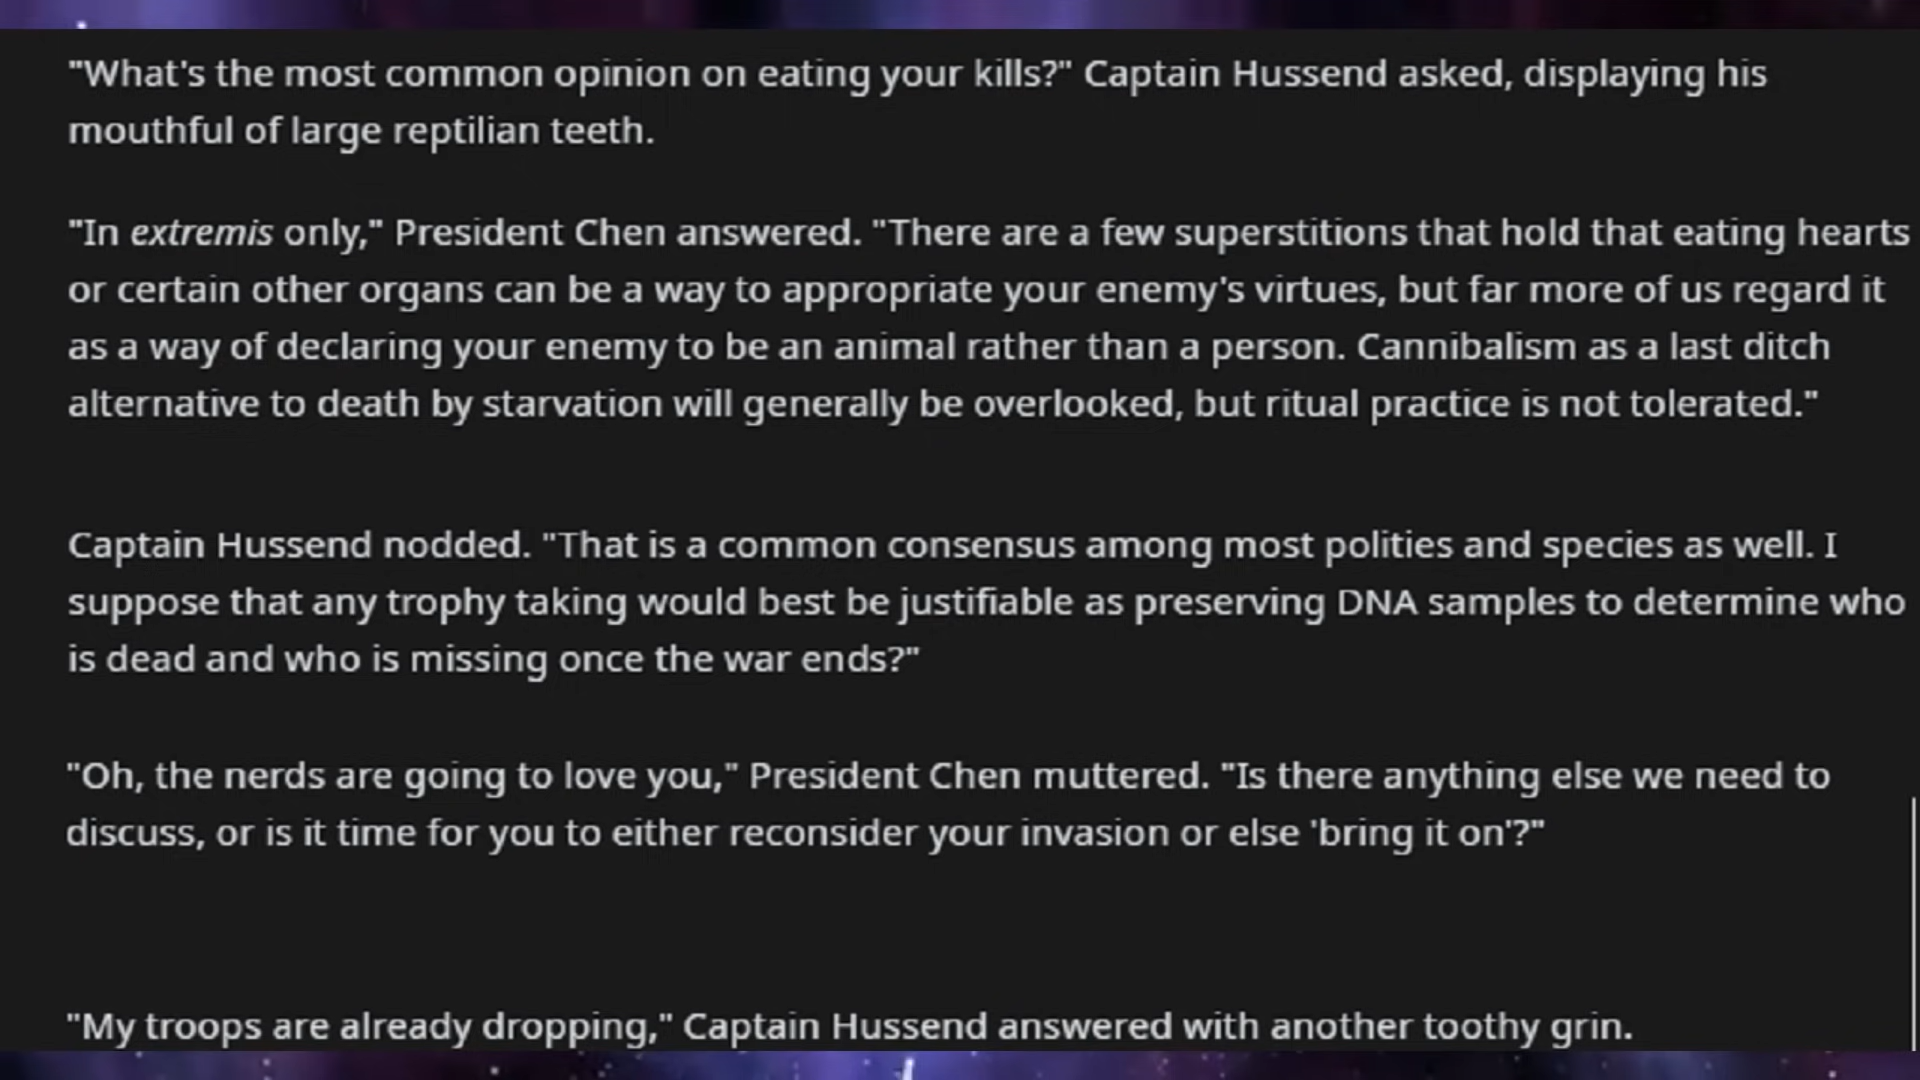 "What's the most common opinion on eating your kills?" Captain Hussend asked, displaying his
mouthful of large reptilian teeth.
"In extremis only," President Chen answered. "There are a few superstitions that hold that eating hearts
or certain other organs can be a way to appropriate your enemy's virtues, but far more of us regard it
as a way of declaring your enemy to be an animal rather than a person. Cannibalism as a last ditch
alternative to death by starvation will generally be overlooked, but ritual practice is not tolerated."
Captain Hussend nodded. "That is a common consensus among most polities and species as well. I
suppose that any trophy taking would best be justifiable as preserving DNA samples to determine who
is dead and who is missing once the war ends?"
"Oh, the nerds are going to love you," President Chen muttered. "Is there anything else we need to
discuss, or is it time for you to either reconsider your invasion or else 'bring it on'?"
"My troops are already dropping," Captain Hussend answered with another toothy grin.